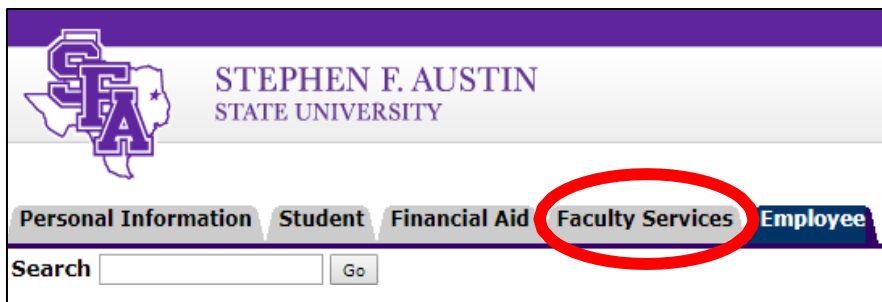 SFA
STEPHEN F. AUSTIN
STATE UNIVERSITY
Personal Information Student Financial Aid Faculty Services Employee
Search Go